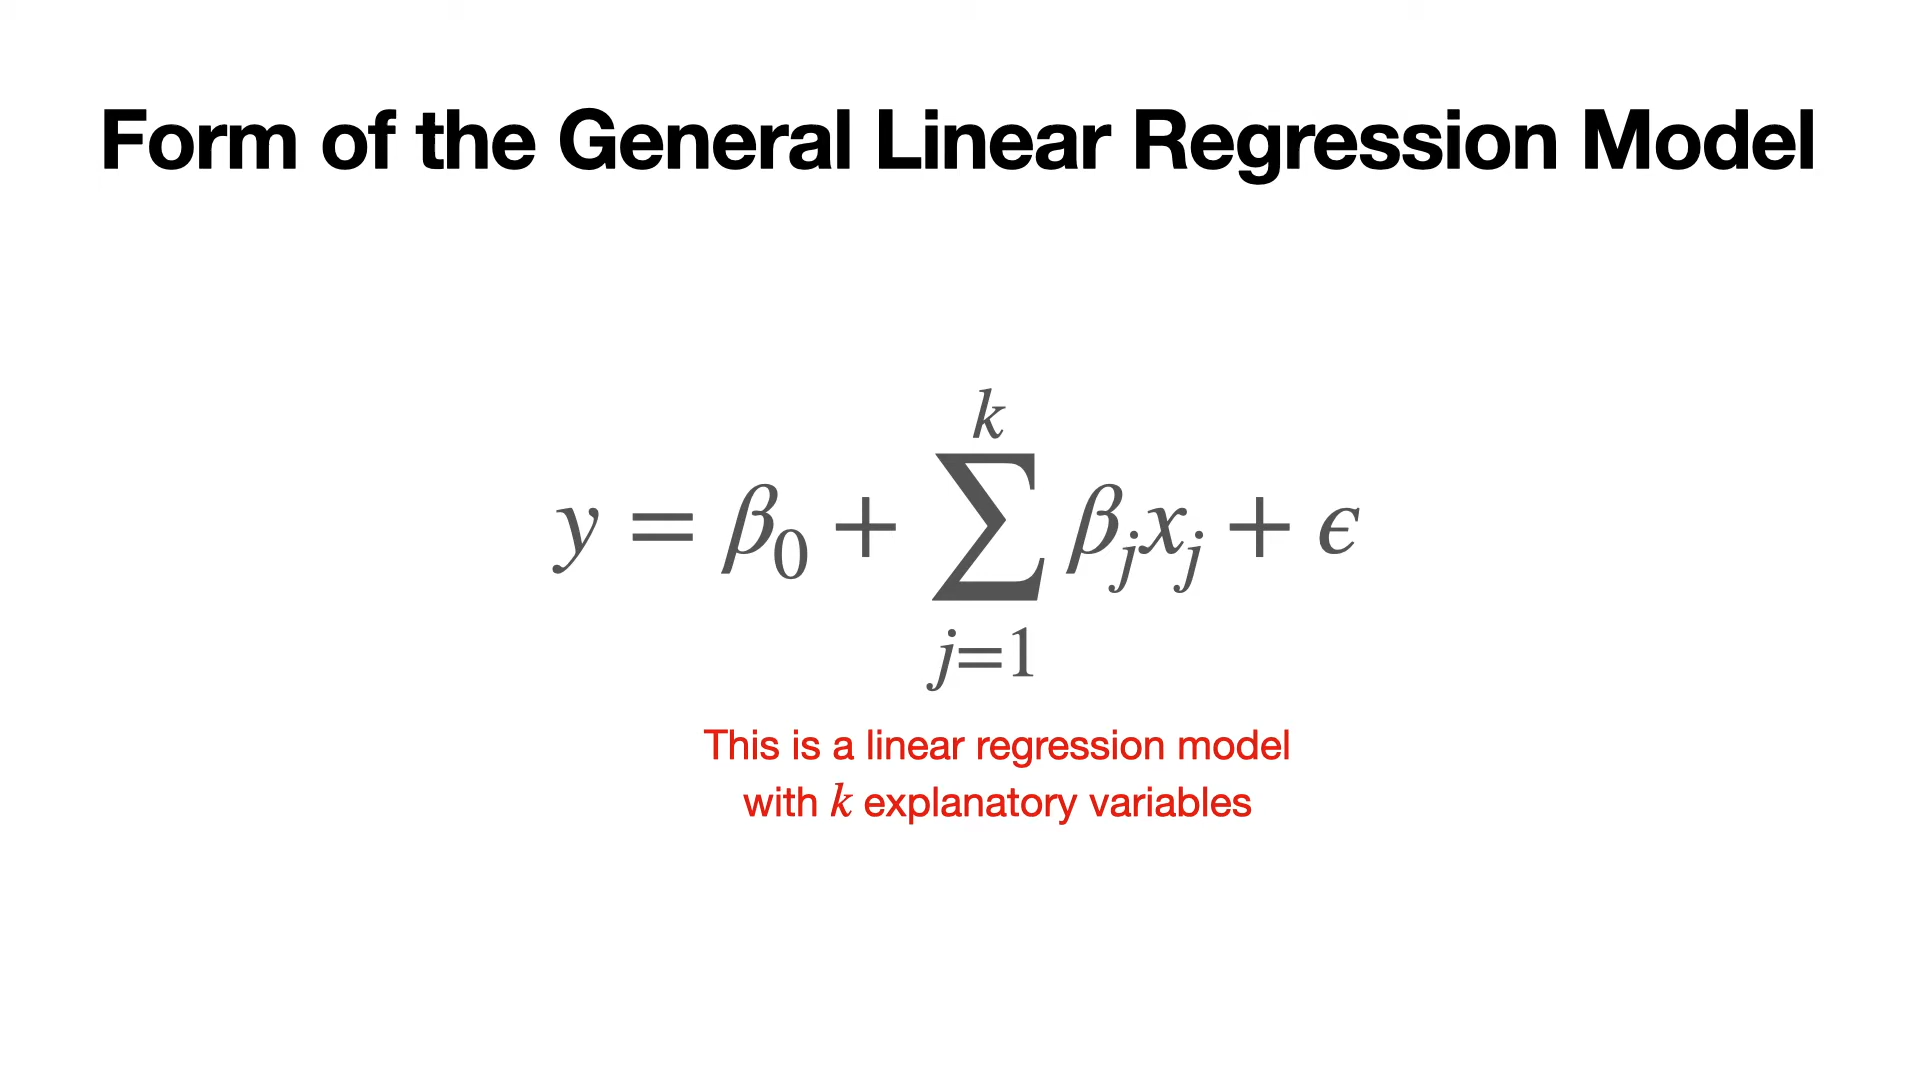 Form of the General Linear Regression Model
k
y = β₀ + ∑ βⱼxⱼ + ϵ
j=1
This is a linear regression model
with k explanatory variables